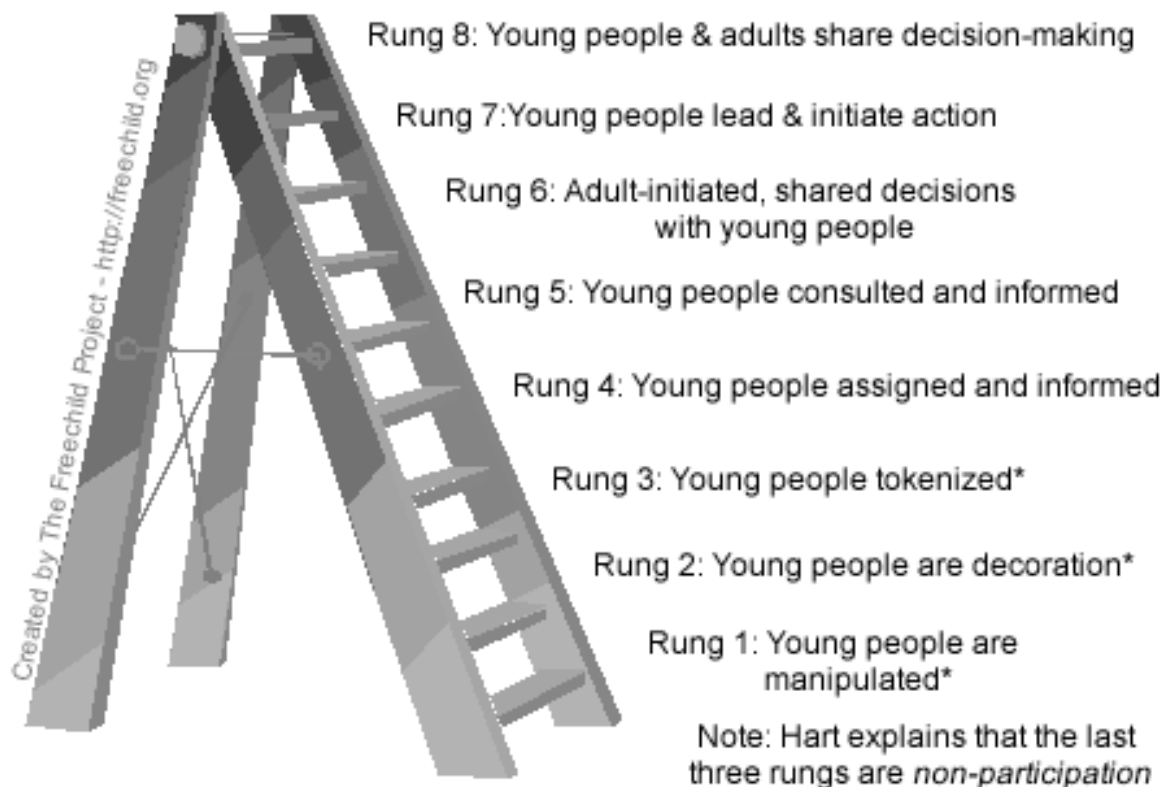 Rung 8: Young people & adults share decision-making
Rung 7:Young people lead & initiate action
Rung 6: Adult-initiated, shared decisions
with young people
Rung 5: Young people consulted and informed
Rung 4: Young people assigned and informed
Rung 3: Young people tokenized*
Rung 2: Young people are decoration*
Rung 1: Young people are
manipulated*
Note: Hart explains that the last
three rungs are non-participation
Created by The Freechild Project - http://freechild.org